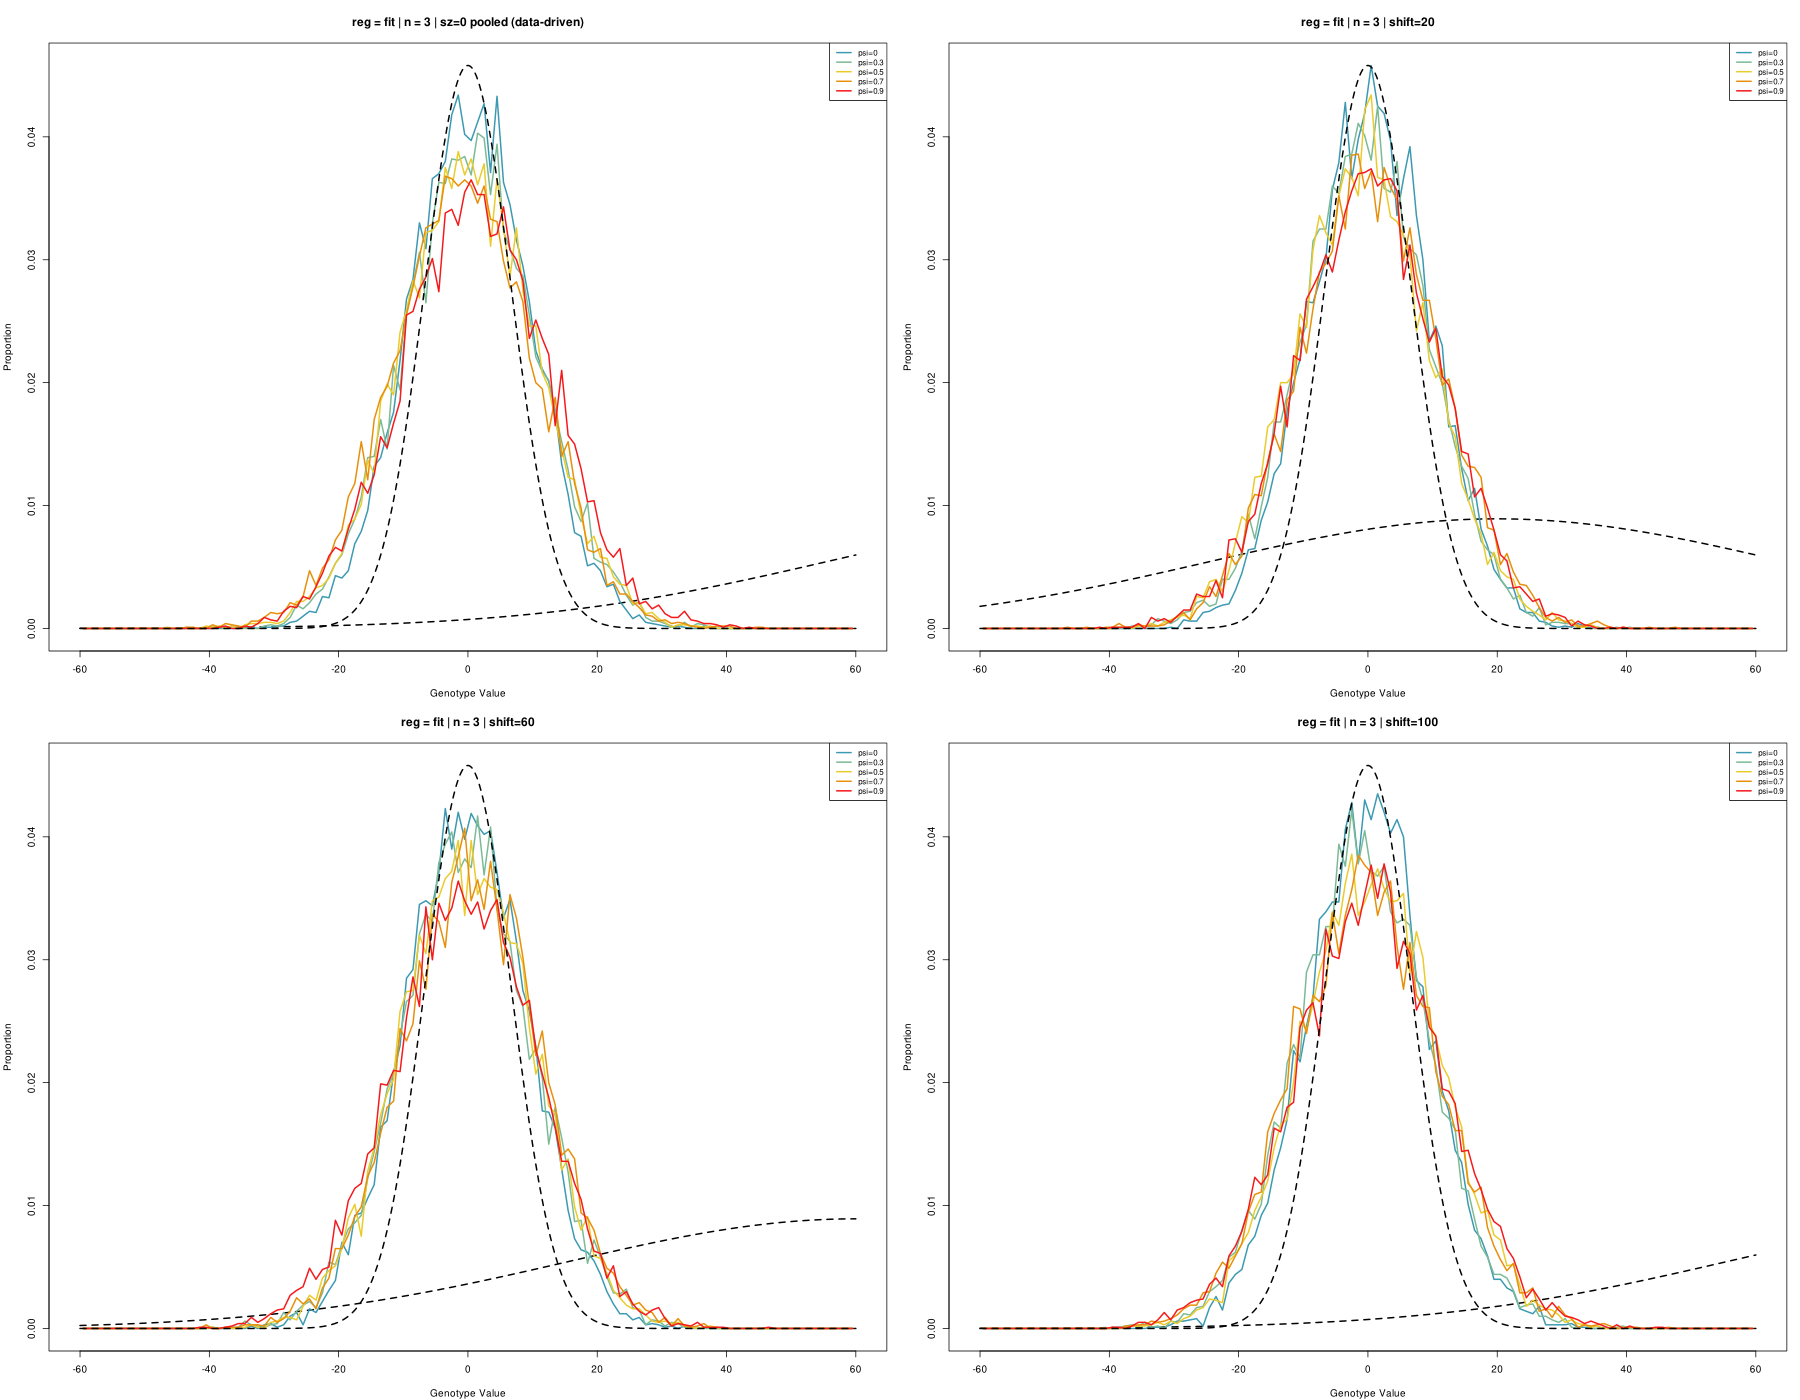 reg = fit | n = 3 | sz=0 pooled (data-driven)
psi=0
psi=0.3
psi=0.5
psi=0.7
psi=0.9
Proportion
0.04
0.03
0.02
0.01
0.00
-60 -40 -20 0 20 40 60
Genotype Value
reg = fit | n = 3 | shift=20
psi=0
psi=0.3
psi=0.5
psi=0.7
psi=0.9
Proportion
0.04
0.03
0.02
0.01
0.00
-60 -40 -20 0 20 40 60
Genotype Value
reg = fit | n = 3 | shift=60
psi=0
psi=0.3
psi=0.5
psi=0.7
psi=0.9
Proportion
0.04
0.03
0.02
0.01
0.00
-60 -40 -20 0 20 40 60
Genotype Value
reg = fit | n = 3 | shift=100
psi=0
psi=0.3
psi=0.5
psi=0.7
psi=0.9
Proportion
0.04
0.03
0.02
0.01
0.00
-60 -40 -20 0 20 40 60
Genotype Value